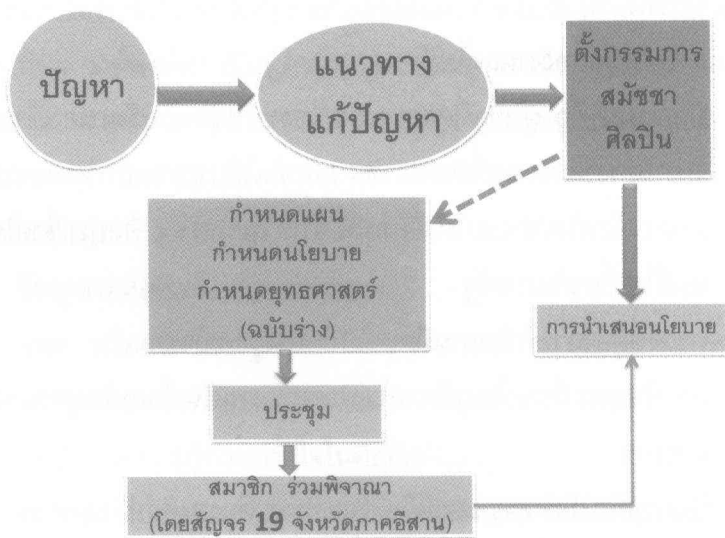 ปัญหา
แนวทาง
แก้ปัญหา
ตั้งกรรมการ
สมัชชา
ศิลปิน
กำหนดแผน
กำหนดนโยบาย
กำหนดยุทธศาสตร์
(ฉบับร่าง)
การนำเสนอนโยบาย
ประชุม
สมาชิก ร่วมพิจาณา
(โดยสัญจร 19 จังหวัดภาคอีสาน)